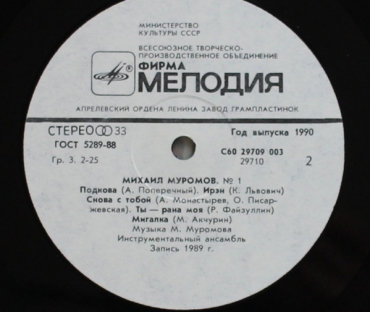 МИНИСТЕРСТВО
КУЛЬТУРЫ СССР
ВСЕСОЮЗНОЕ ТВОРЧЕСКО-
ПРОИЗВОДСТВЕННОЕ ОБЪЕДИНЕНИЕ
ФИРМА
МЕЛОДИЯ
АПРЕЛЕВСКИЙ ОРДЕНА ЛЕНИНА ЗАВОД ГРАМПЛАСТИНОК
СТЕРЕО 33
Год выпуска 1990
ГОСТ 5289-88
С60 29709 003
Гр. 3. 2-25
29710
2
МИХАИЛ МУРОМОВ. № 1
Подкова (А. Поперечный). Ирэн (К. Львович)
Снова с тобой (А. Монастырев, О. Писар-
жевская). Ты — рана моя (Р. Файзуллин)
Мигалка (М. Акчурин)
Музыка М. Муромова
Инструментальный ансамбль
Запись 1989 г.